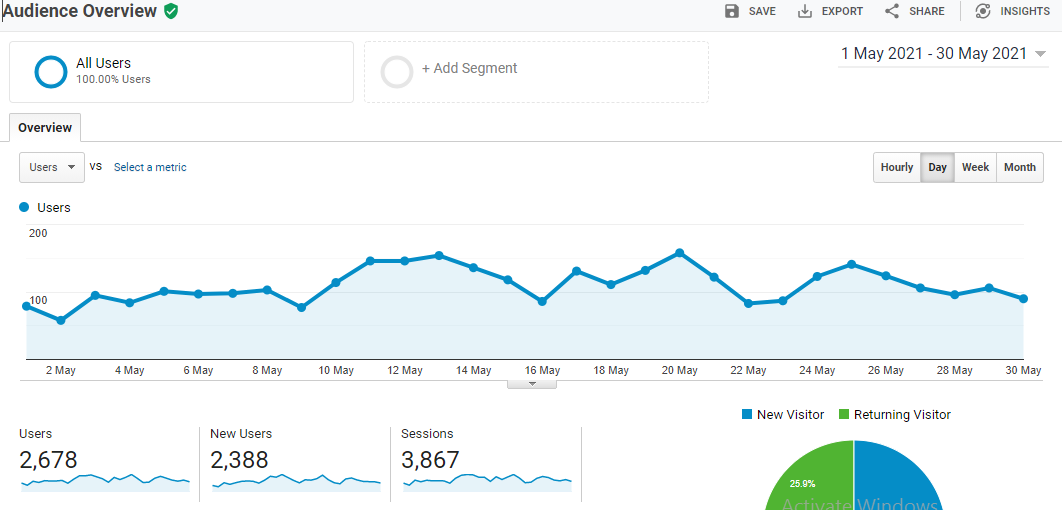 Audience Overview
SAVE EXPORT SHARE INSIGHTS
All Users
100.00% Users
+ Add Segment
1 May 2021 - 30 May 2021
Overview
Users VS Select a metric
Hourly Day Week Month
Users
200
100
2 May 4 May 6 May 8 May 10 May 12 May 14 May 16 May 18 May 20 May 22 May 24 May 26 May 28 May 30 May
New Visitor Returning Visitor
Users
2,678
New Users
2,388
Sessions
3,867
25.9%
Activate Windows